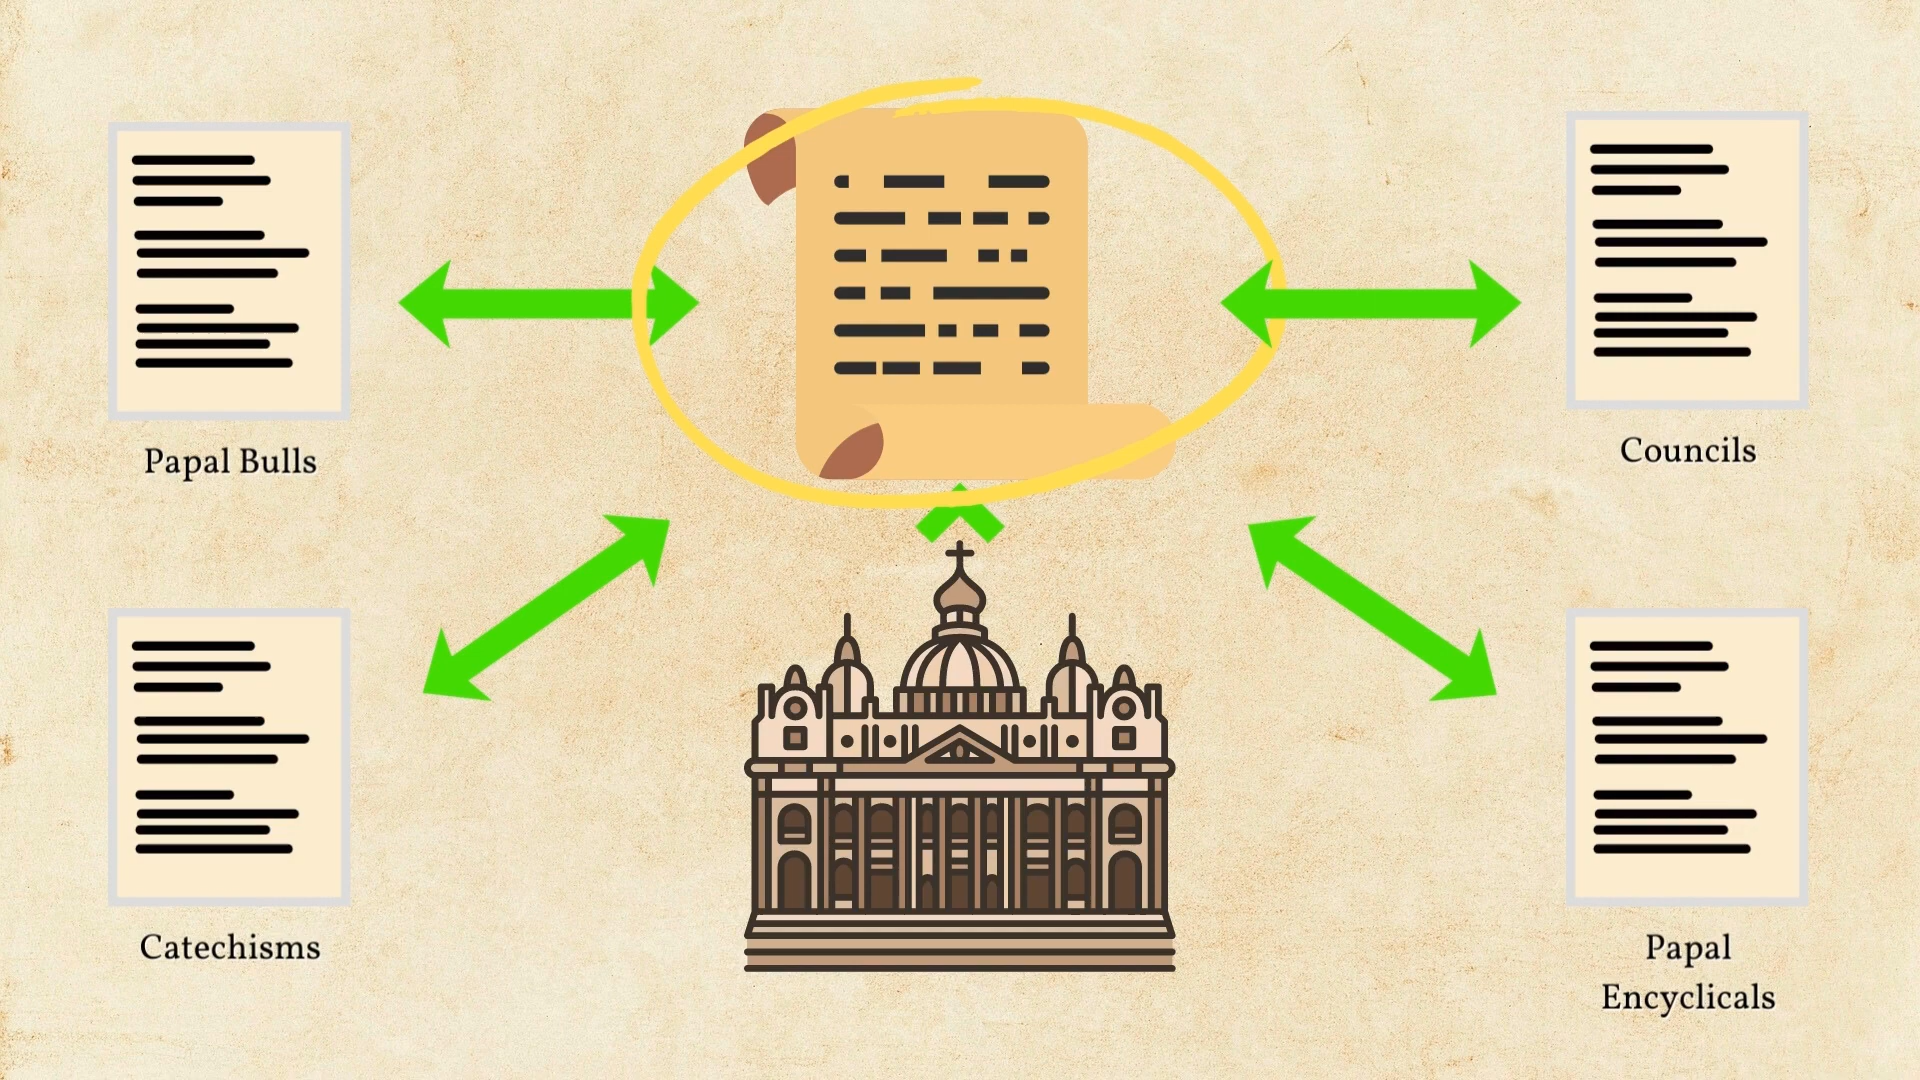 Papal Bulls
Councils
Catechisms
Papal
Encyclicals